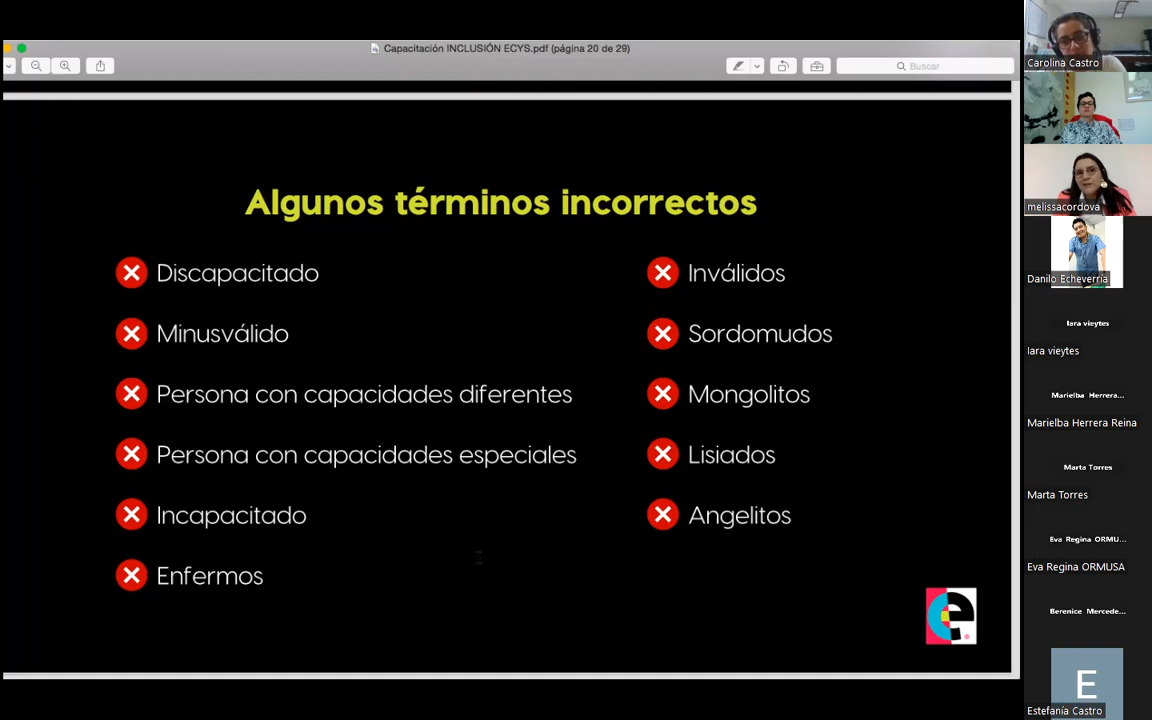 Capacitación INCLUSIÓN ECYS.pdf (página 20 de 29)
Buscar
Algunos términos incorrectos
Discapacitado
Minusválido
Persona con capacidades diferentes
Persona con capacidades especiales
Incapacitado
Enfermos
Inválidos
Sordomudos
Mongolitos
Lisiados
Angelitos
e
Carolina Castro
melissacordova
Danilo Echeverría
Iara vieytes
Iara vieytes
Marielba Herrera...
Marielba Herrera Reina
Marta Torres
Marta Torres
Eva Regina ORMU...
Eva Regina ORMUSA
Berenice Mercede...
E
Estefanía Castro